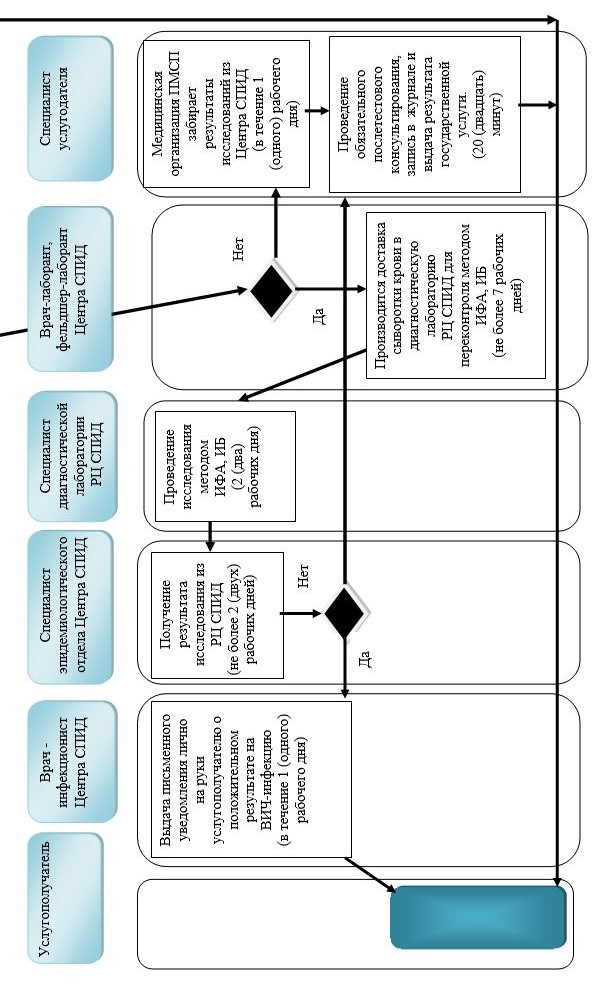 Услугополучатель
Врач -
инфекционист
Центра СПИД
Специалист
эпидемиологического
отдела Центра СПИД
Специалист
диагностической
лаборатории
РЦ СПИД
Врач-лаборант,
фельдшер-лаборант
Центра СПИД
Специалист
услугодателя
Выдача письменного
уведомления лично
на руки
услугополучателю о
положительном
результате на
ВИЧ-инфекцию
(в течение 1 (одного)
рабочего дня)
Получение
результата
исследования из
РЦ СПИД
(не более 2 (двух)
рабочих дней)
Нет
Да
Проведение
исследования
методом
ИФА, ИБ
(2 (два)
рабочих дня)
Нет
Да
Производится доставка
сыворотки крови в
диагностическую
лабораторию
РЦ СПИД для
переконтроля методом
ИФА, ИБ
(не более 7 рабочих
дней)
Медицинская
организация ПМСП
забирает
результаты
исследований из
Центра СПИД
(в течение 1
(одного) рабочего
дня)
Проведение
обязательного
послетестового
консультирования,
запись в журнале и
выдача результата
государственной
услуги.
(20 (двадцать)
минут)